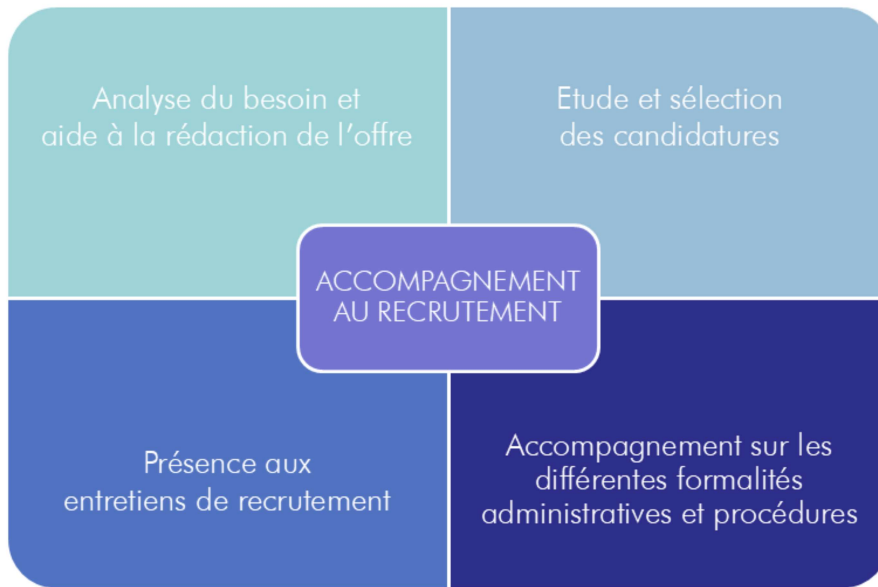 Analyse du besoin et
aide à la rédaction de l’offre
Etude et sélection
des candidatures
ACCOMPAGNEMENT
AU RECRUTEMENT
Présence aux
entretiens de recrutement
Accompagnement sur les
différentes formalités
administratives et procédures